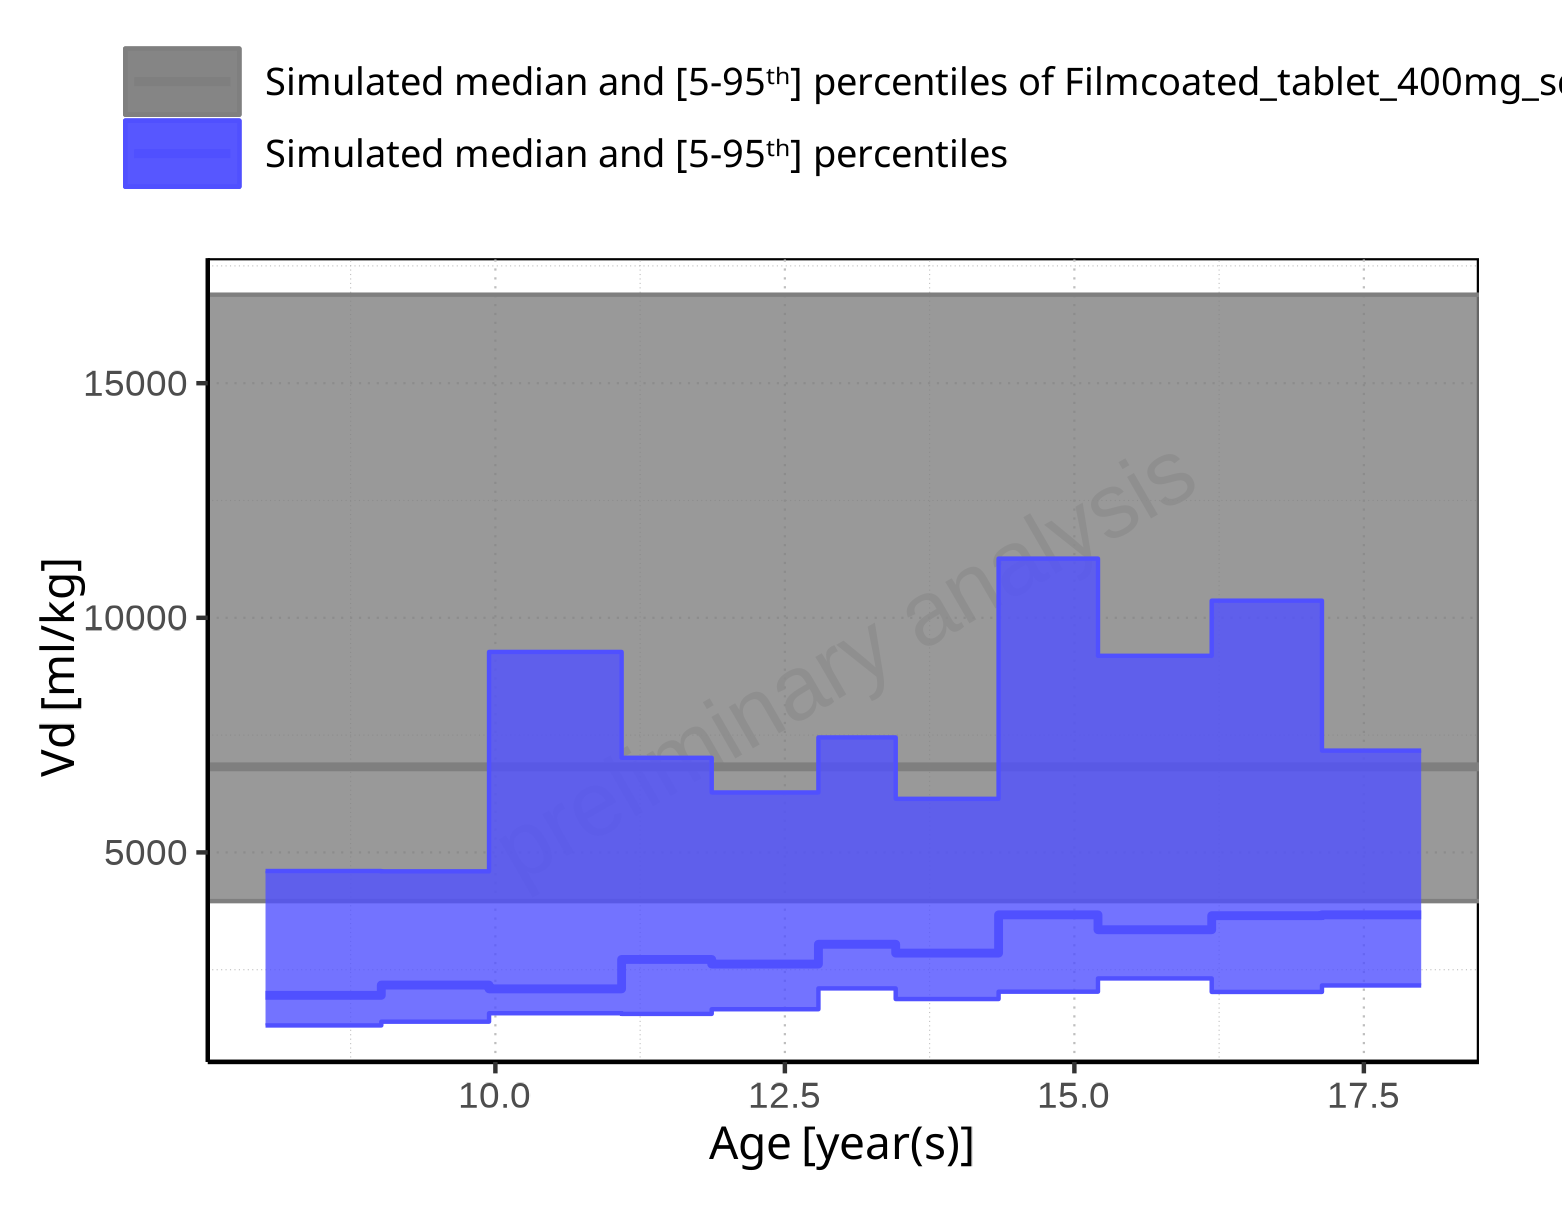 Simulated median and [5-95ᵗʰ] percentiles of Filmcoated_tablet_400mg_s
Simulated median and [5-95ᵗʰ] percentiles
15000
10000
5000
Vd [ml/kg]
preliminary analysis
10.0 12.5 15.0 17.5
Age [year(s)]